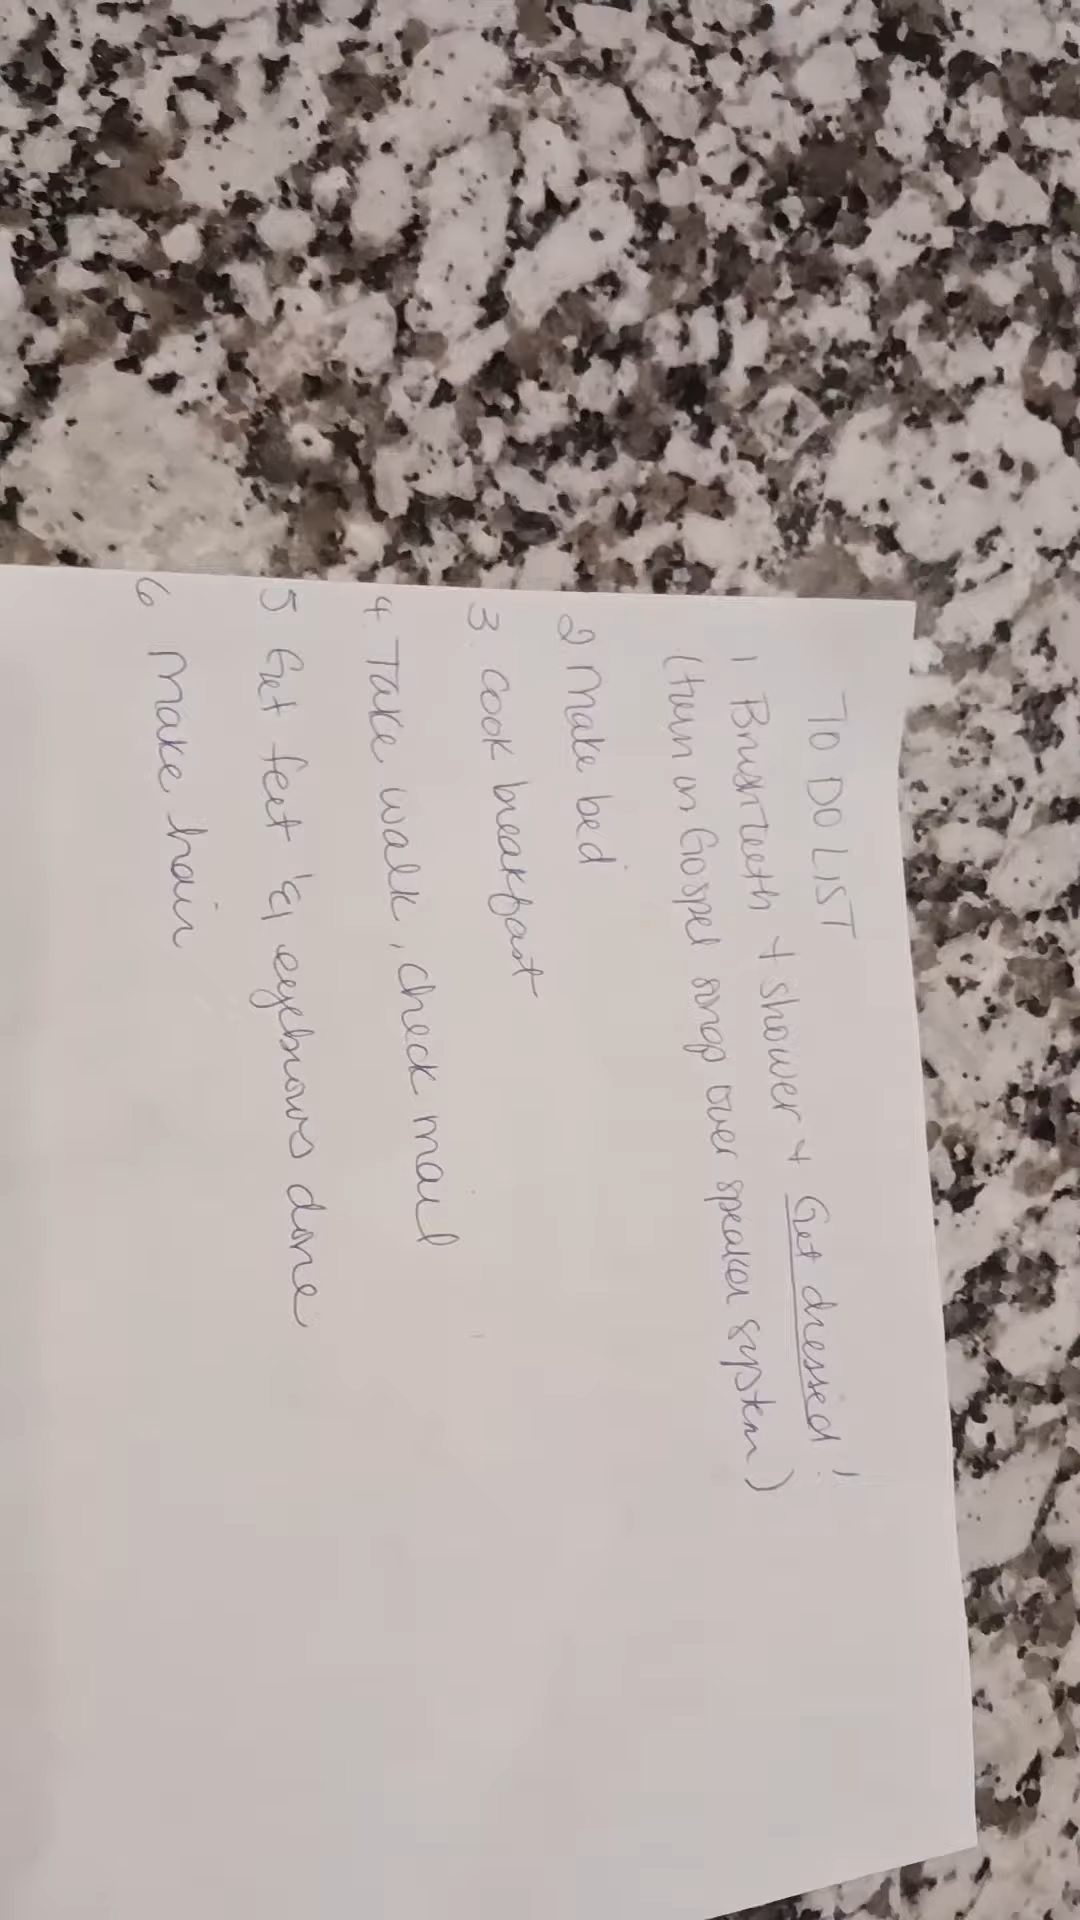 TO DO LIST
1 Brush teeth + shower + Get dressed!
(turn on Gospel songs over speaker system)
2 Make bed
3. Cook breakfast
4. Take walk, check mail
5 Get feet & eyebrows done
6 Make hair